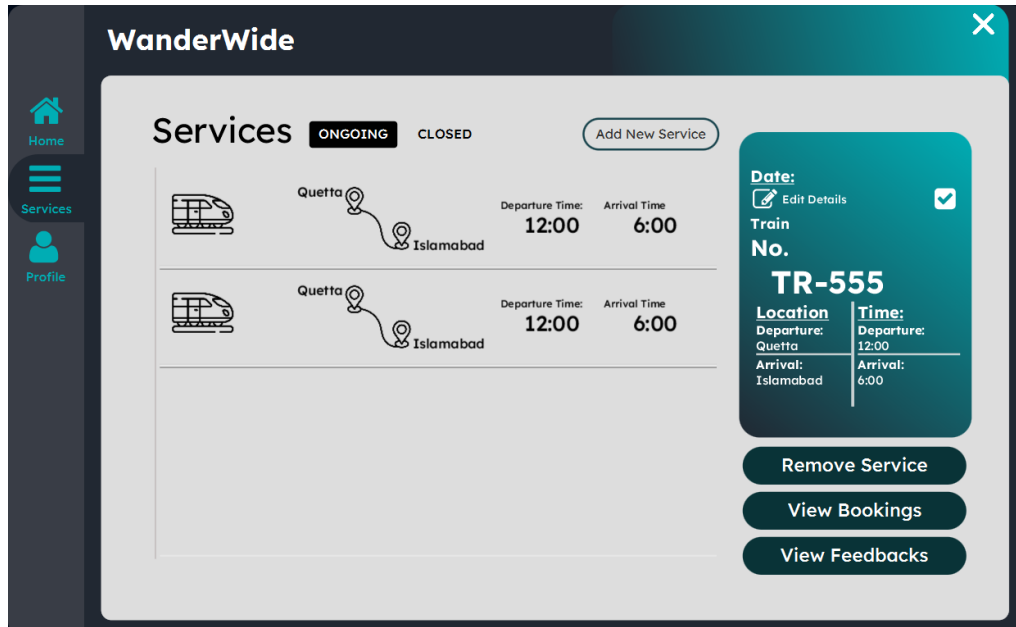 WanderWide
Home
Services
Profile
Services ONGOING CLOSED Add New Service
Quetta
Islamabad
Departure Time: Arrival Time
12:00 6:00
Quetta
Islamabad
Departure Time: Arrival Time
12:00 6:00
Date:
Edit Details
Train
No.
TR-555
Location Time:
Departure: Departure:
Quetta 12:00
Arrival: Arrival:
Islamabad 6:00
Remove Service
View Bookings
View Feedbacks